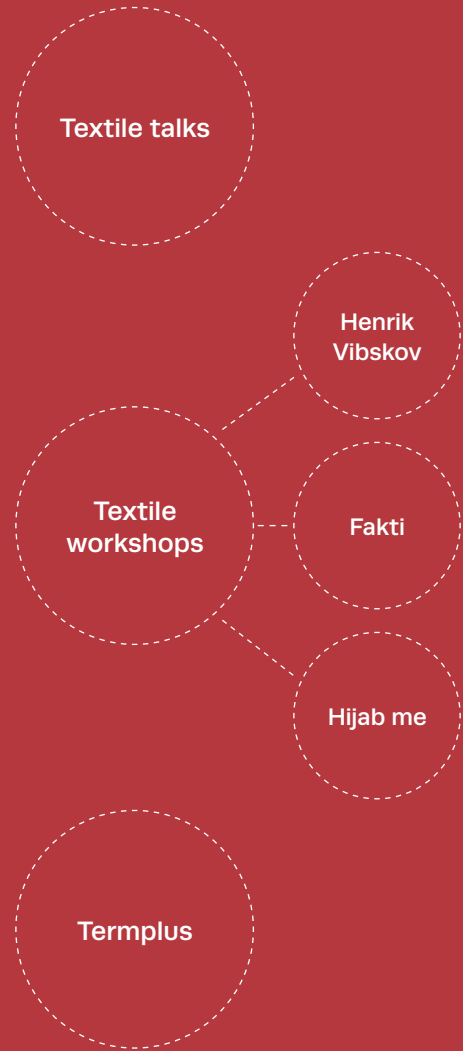 Textile talks
Henrik
Vibskov
Textile
workshops
Fakti
Hijab me
Termplus